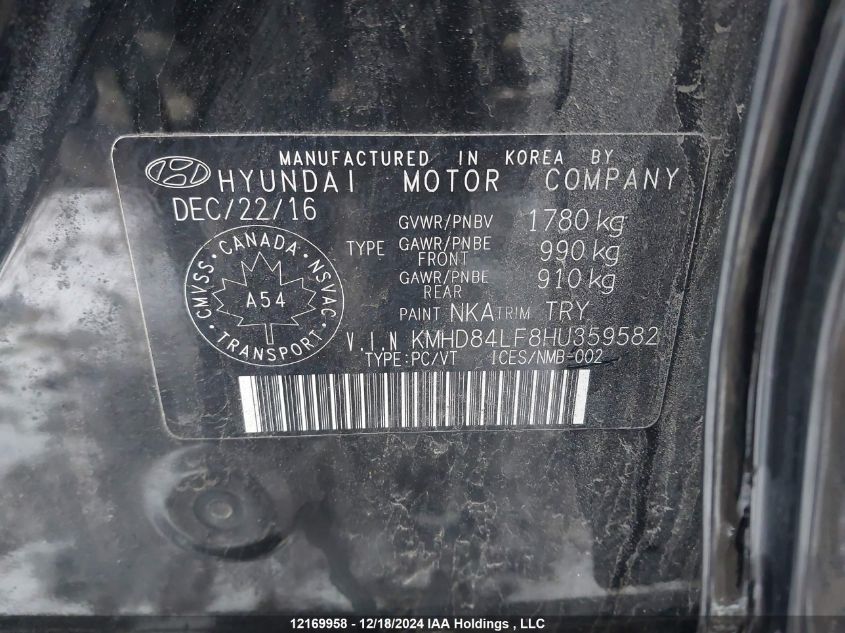 MANUFACTURED IN KOREA BY
HYUNDAI MOTOR COMPANY
DEC/22/16
GVWR/PNBV 1780 kg
TYPE GAWR/PNBE FRONT 990 kg
GAWR/PNBE REAR 910 kg
PAINT NKA TRIM TRY
CANADA
CMVSS A54 NSVAC
TRANSPORT
V.I.N KMHD84LF8HU359582
TYPE:PC/VT ICES/NMB-002
12169958 - 12/18/2024 IAA Holdings , LLC